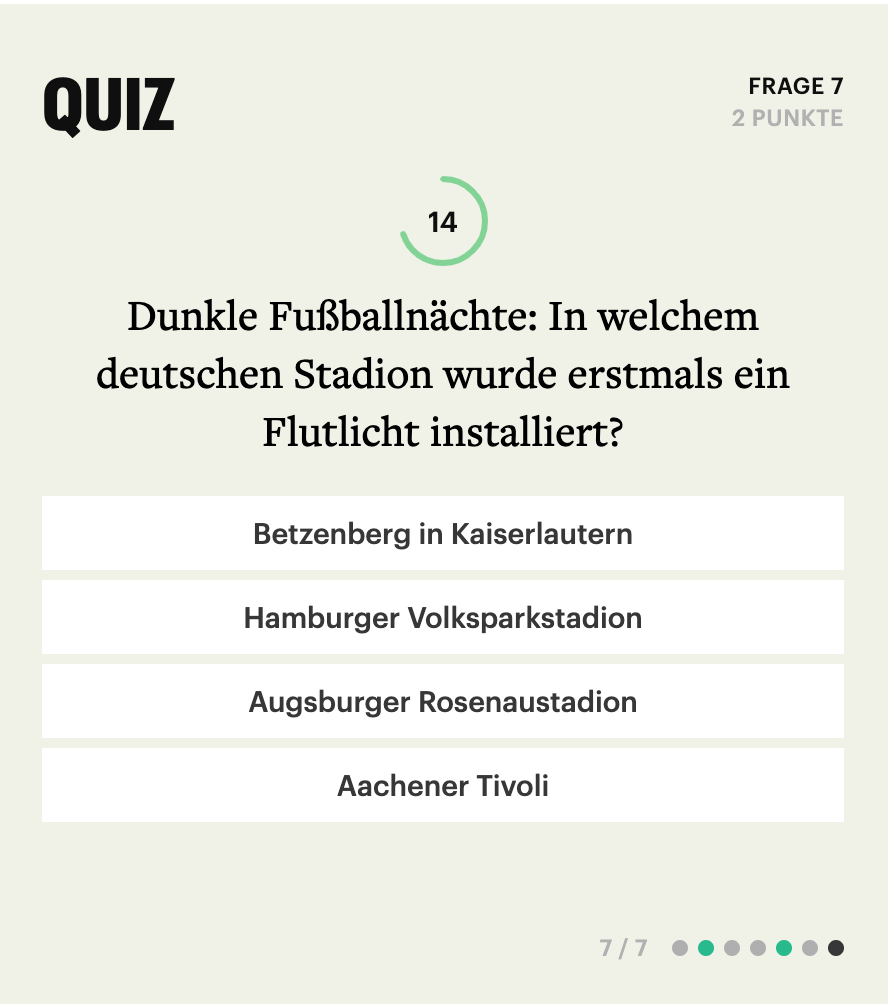 QUIZ
FRAGE 7
2 PUNKTE
14
Dunkle Fußballnächte: In welchem
deutschen Stadion wurde erstmals ein
Flutlicht installiert?
Betzenberg in Kaiserlautern
Hamburger Volksparkstadion
Augsburger Rosenaustadion
Aachener Tivoli
7 / 7